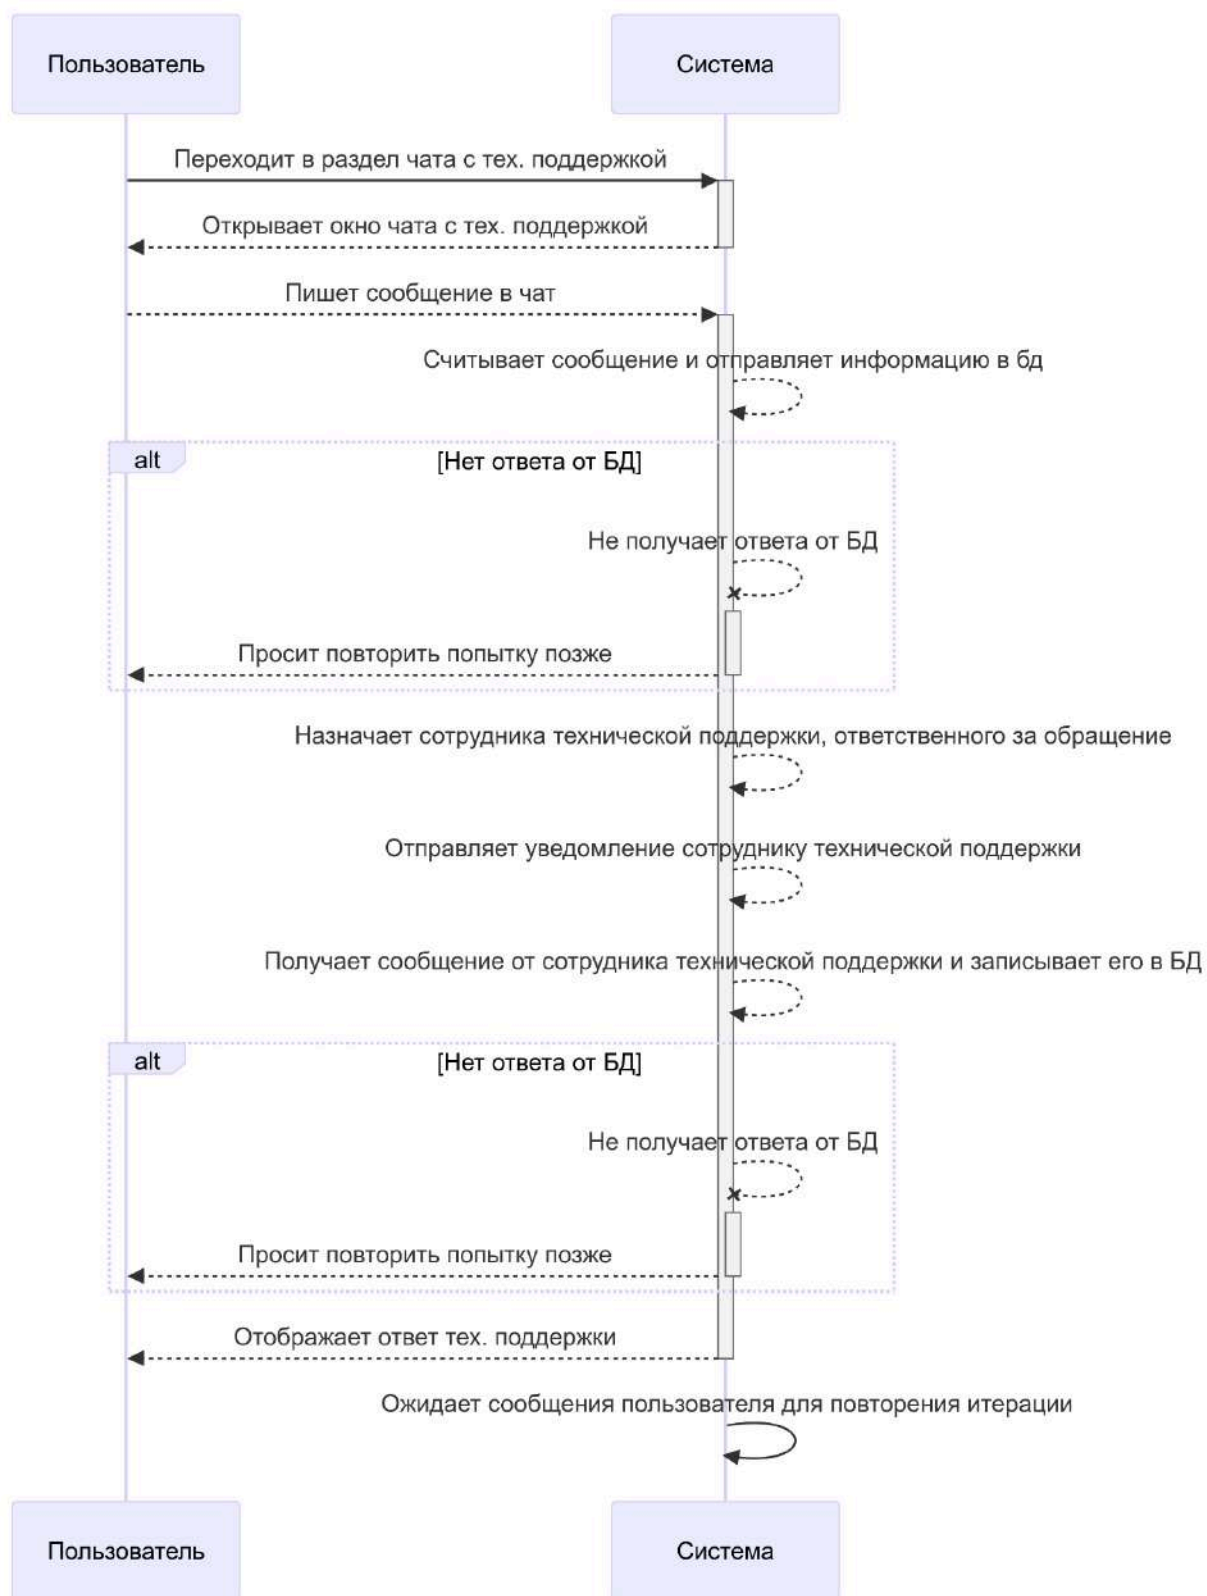 Пользователь
Система
Переходит в раздел чата с тех. поддержкой
Открывает окно чата с тех. поддержкой
Пишет сообщение в чат
Считывает сообщение и отправляет информацию в бд
alt
[Нет ответа от БД]
Не получает ответа от БД
Просит повторить попытку позже
Назначает сотрудника технической поддержки, ответственного за обращение
Отправляет уведомление сотруднику технической поддержки
Получает сообщение от сотрудника технической поддержки и записывает его в БД
alt
[Нет ответа от БД]
Не получает ответа от БД
Просит повторить попытку позже
Отображает ответ тех. поддержки
Ожидает сообщения пользователя для повторения итерации
Пользователь
Система